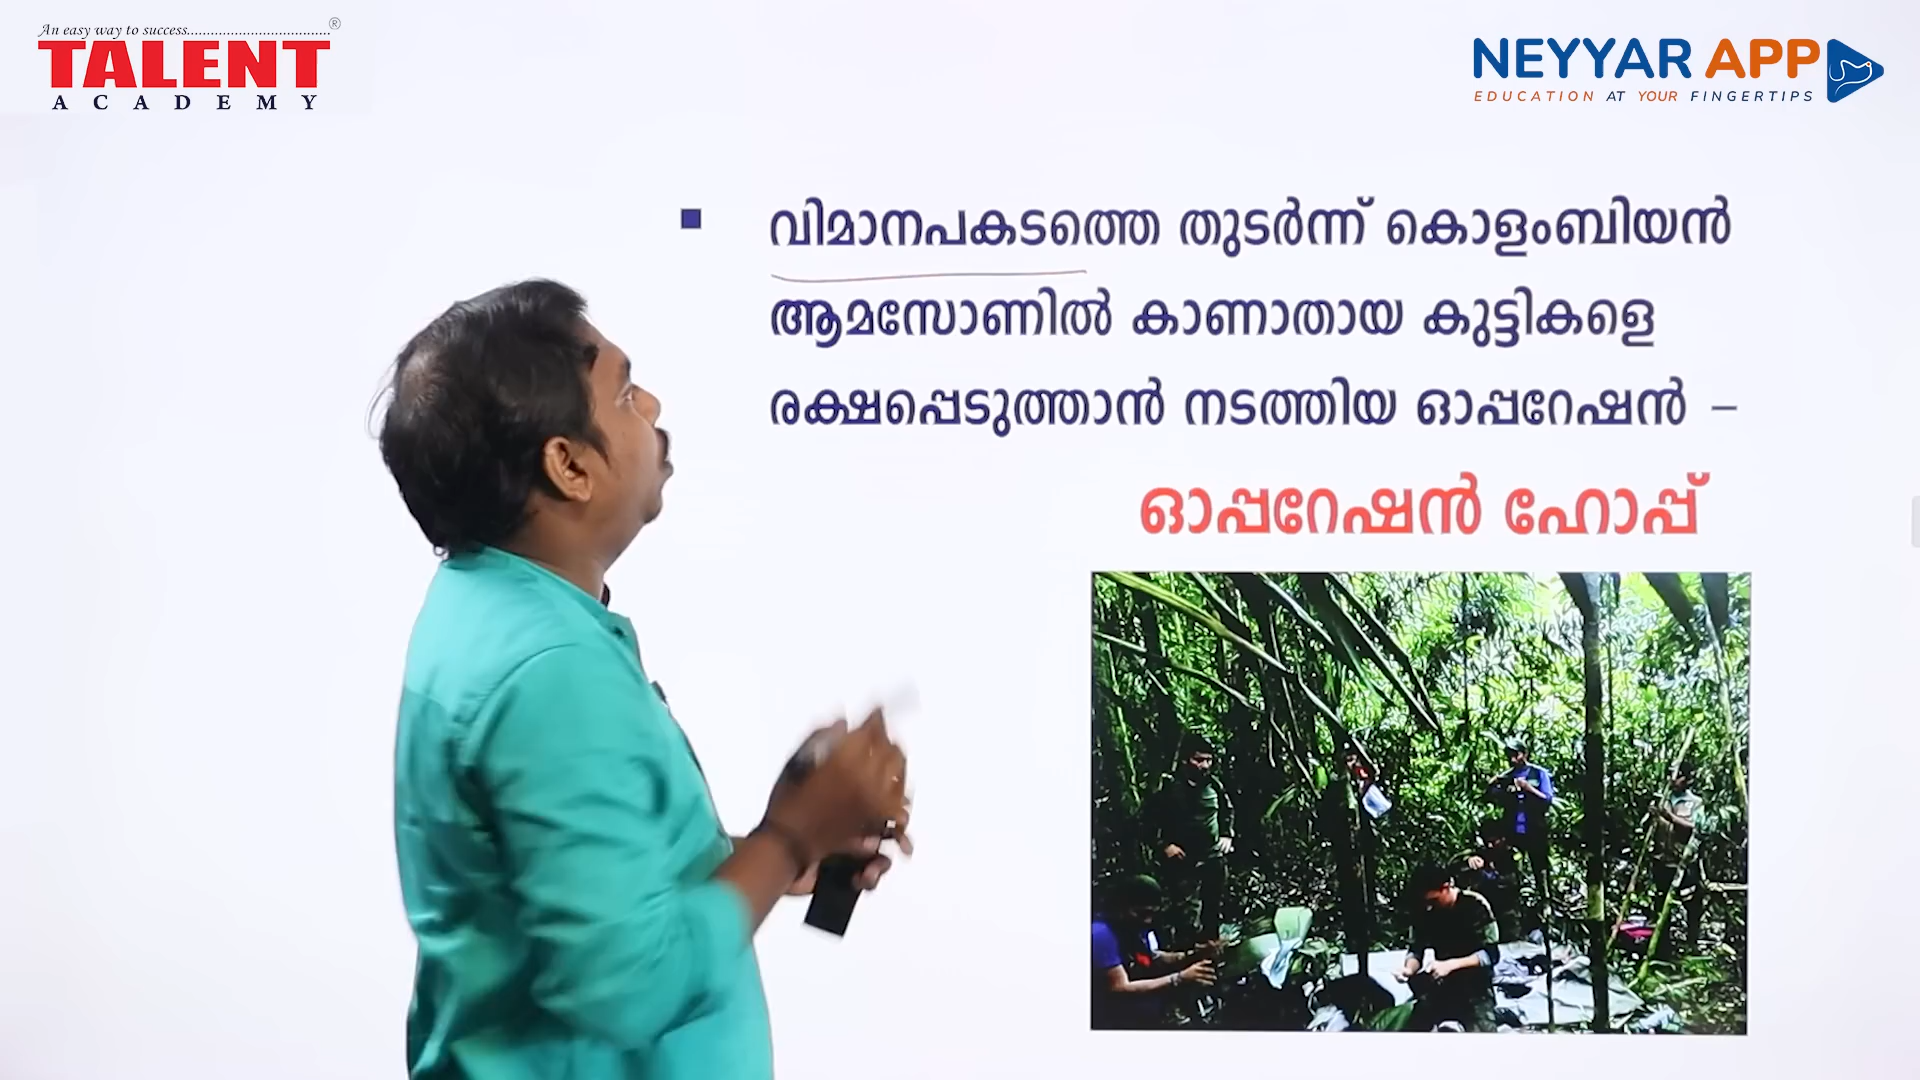 An easy way to success
TALENT
ACADEMY
®
NEYYAR APP
EDUCATION AT YOUR FINGERTIPS
വിമാനപകടത്തെ തുടർന്ന് കൊളംബിയൻ
ആമസോണിൽ കാണാതായ കുട്ടികളെ
രക്ഷപ്പെടുത്താൻ നടത്തിയ ഓപ്പറേഷൻ –
ഓപ്പറേഷൻ ഹോപ്പ്